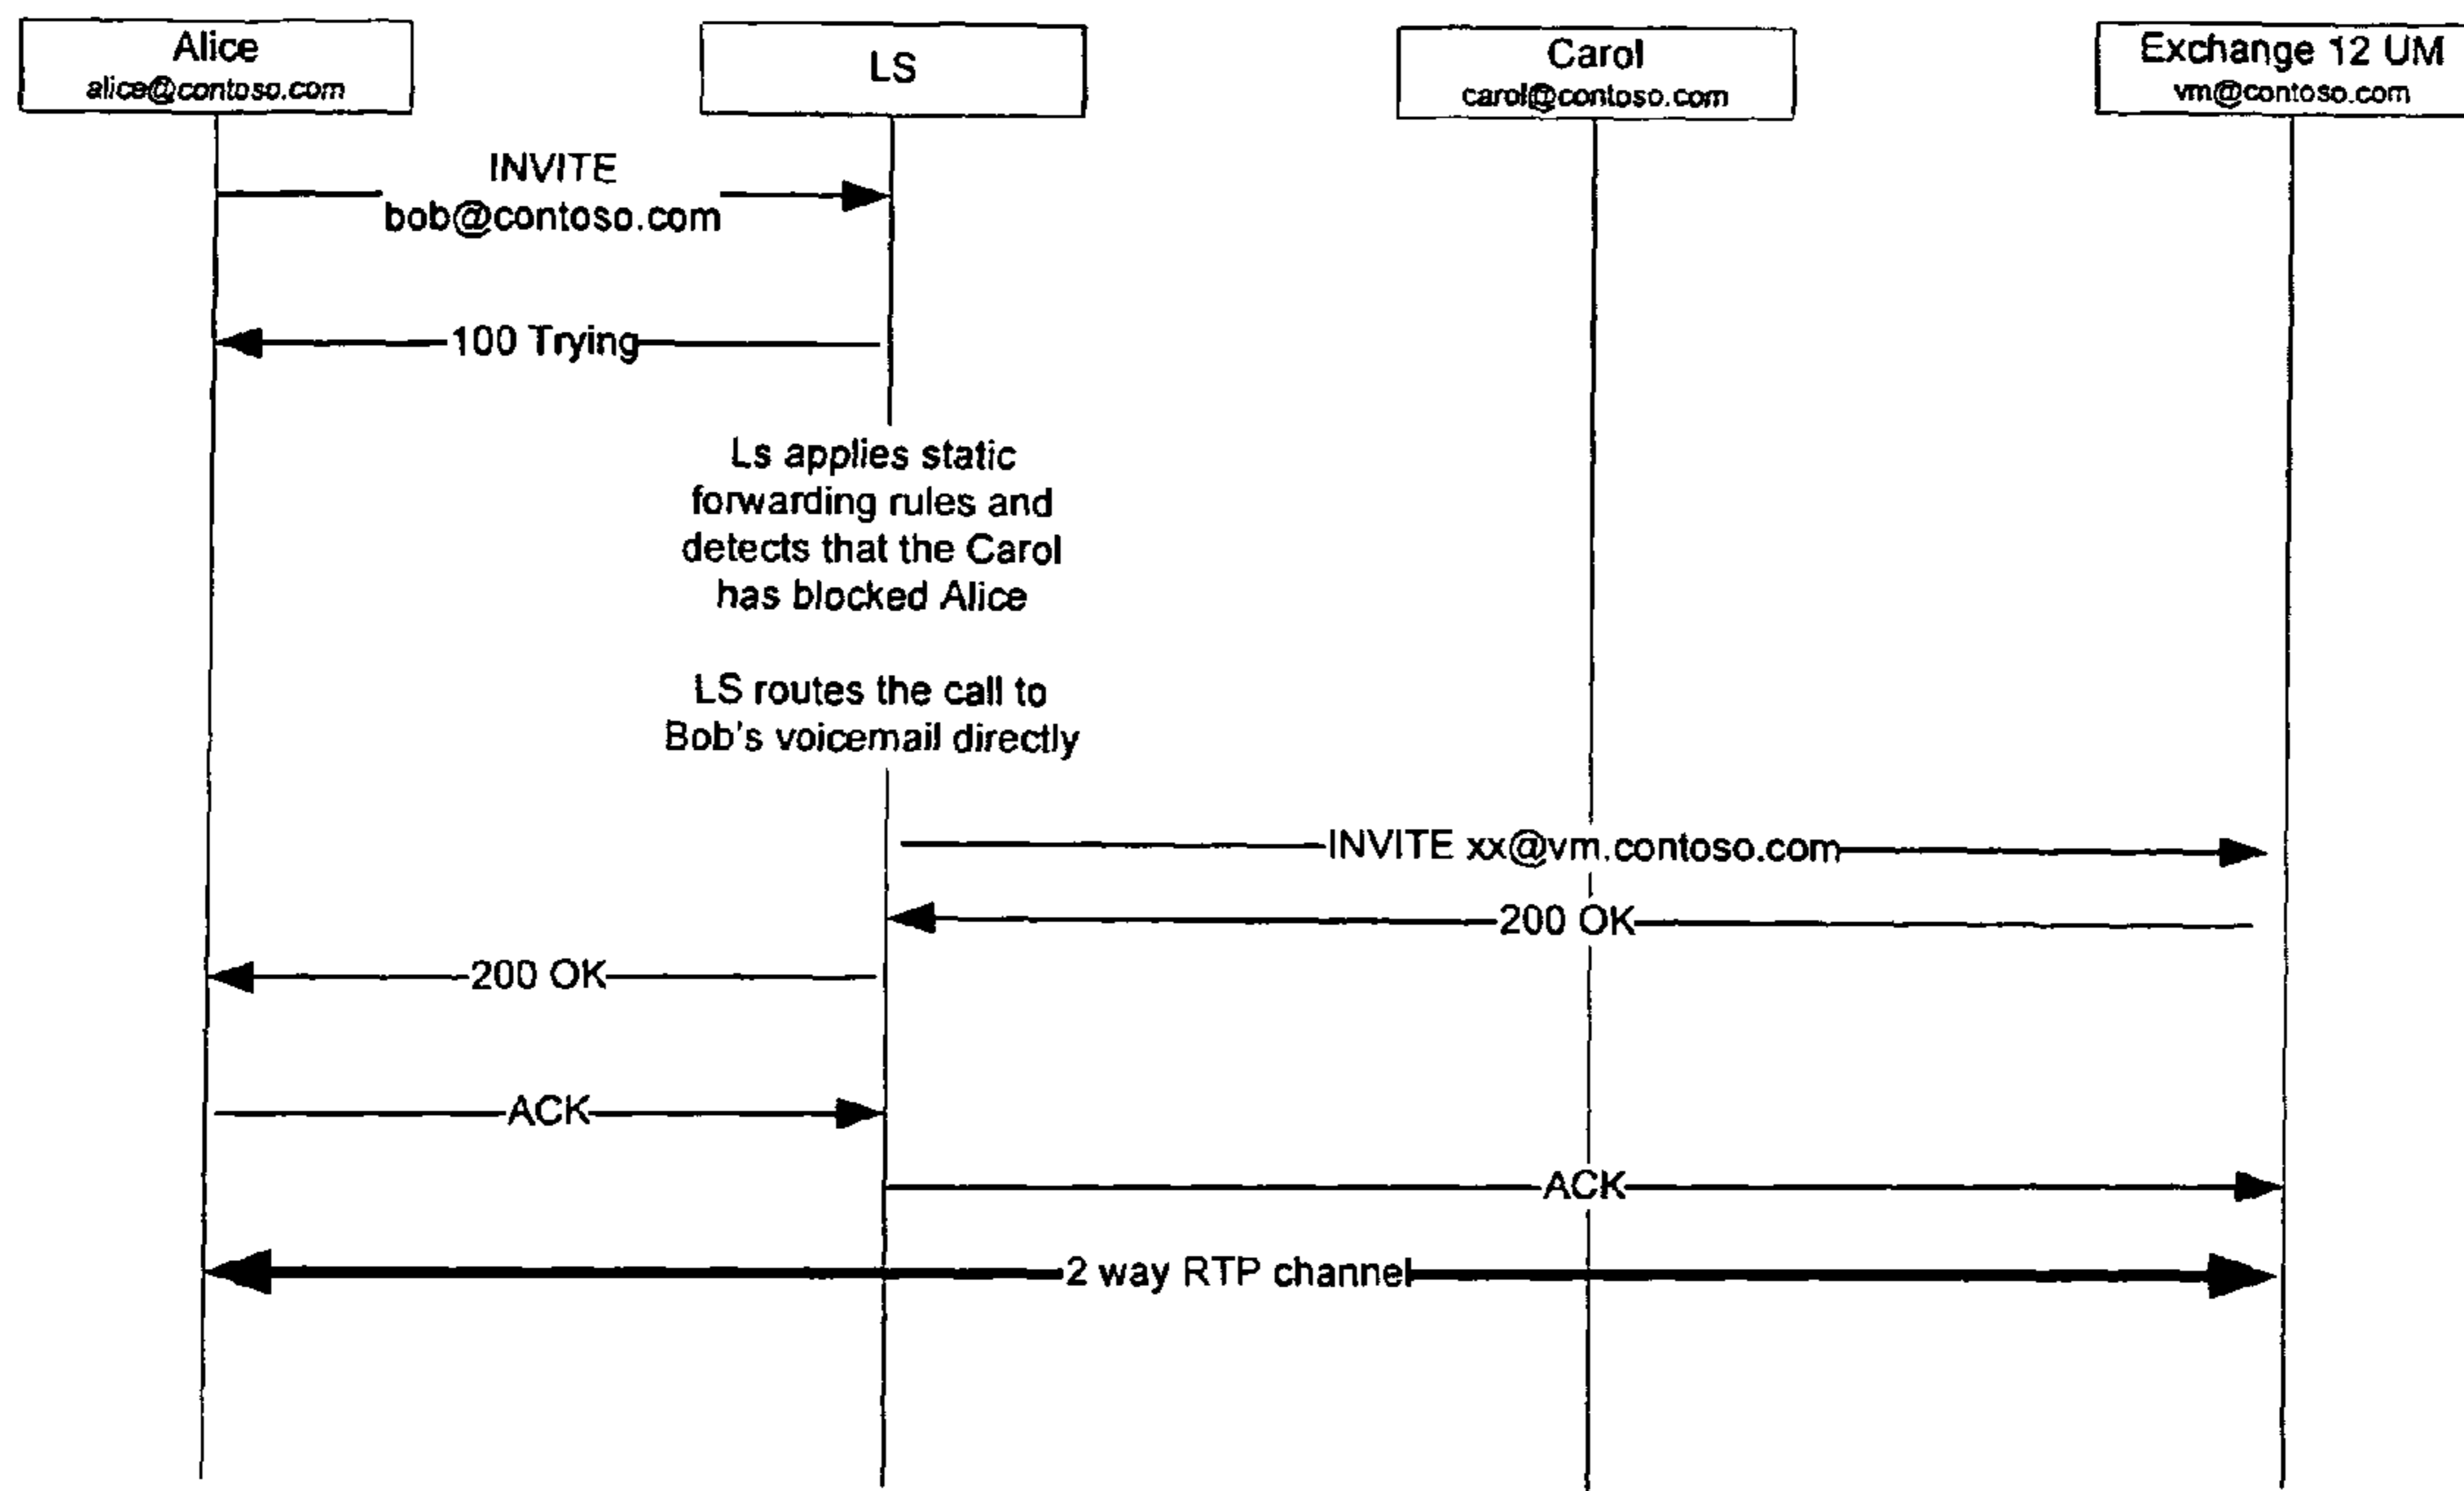 Alice
alice@contoso.com
LS
Carol
carol@contoso.com
Exchange 12 UM
vm@contoso.com
INVITE
bob@contoso.com
100 Trying
Ls applies static
forwarding rules and
detects that the Carol
has blocked Alice
LS routes the call to
Bob's voicemail directly
INVITE xx@vm.contoso.com
200 OK
200 OK
ACK
ACK
2 way RTP channel